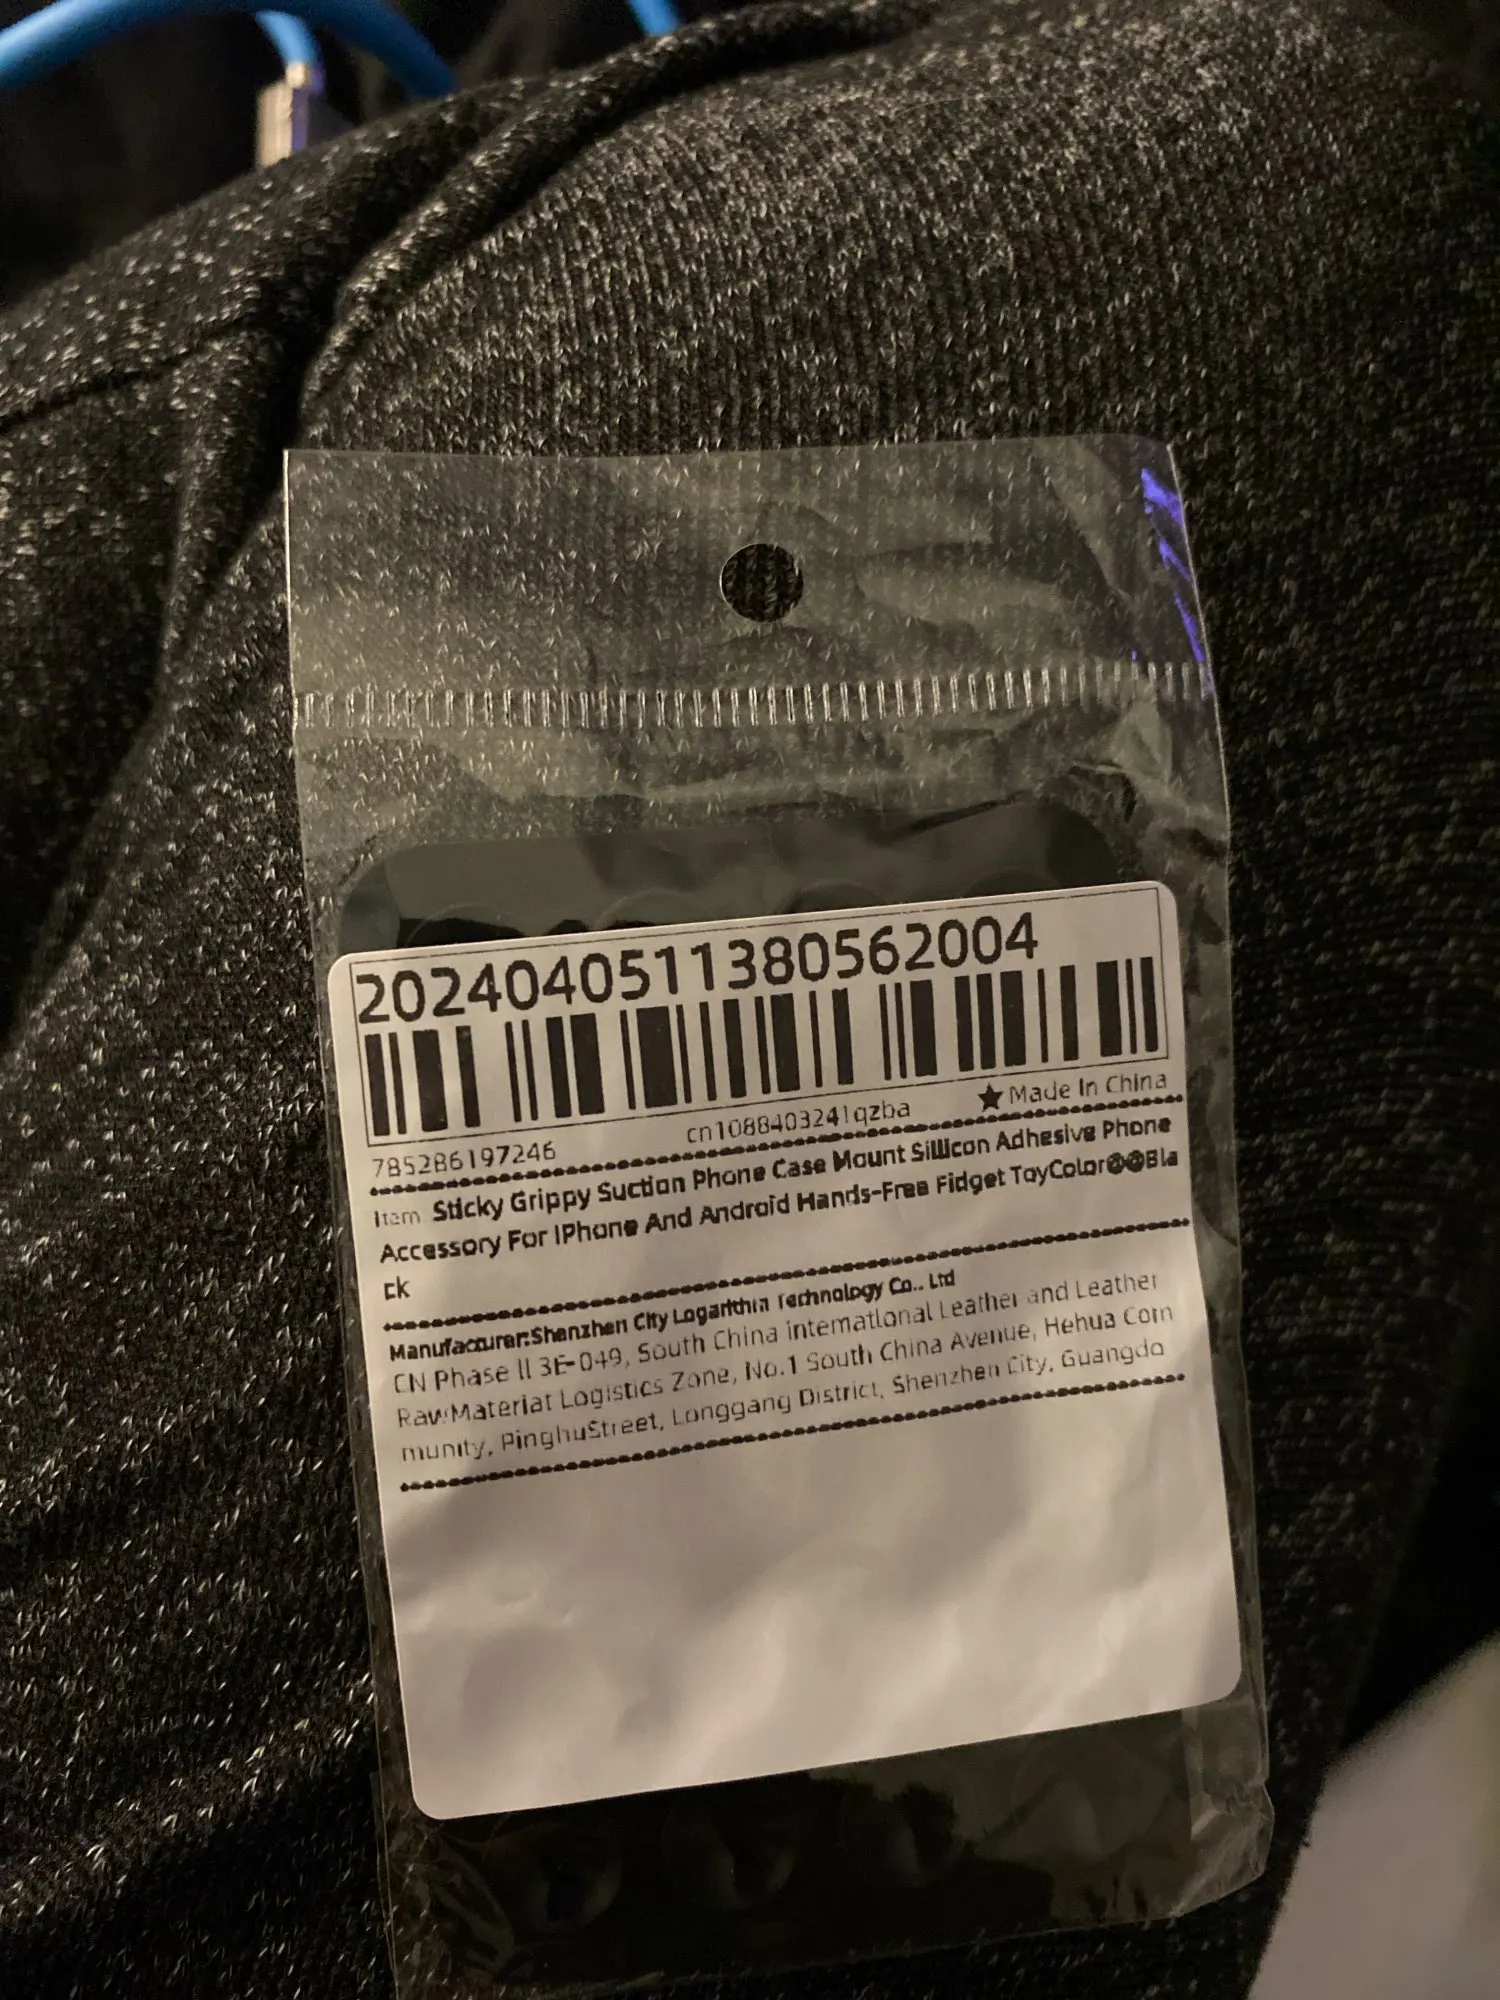 2024040511380562004
785286197246 cn1088403241qzba ★Made In China
Item: Sticky Grippy Suction Phone Case Mount Sillicon Adhesive Phone
Accessory For IPhone And Android Hands-Free Fidget ToyColor@@Bla
ck
Manufacturer:Shenzhen City Logarithm Technology Co., Ltd
CN Phase II 3E-049, South China international Leather and Leather
RawMaterial Logistics Zone, No.1 South China Avenue, Hehua Com
munity, PinghuStreet, Longgang District, Shenzhen City, Guangdo